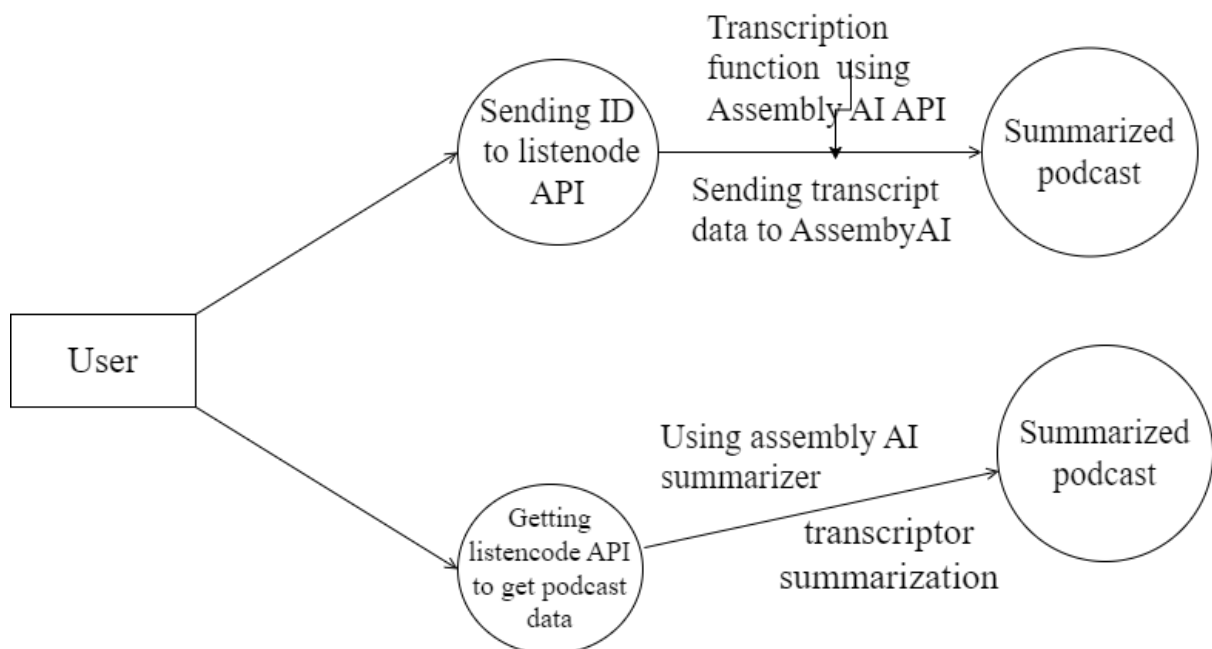 Transcription
function using
Assembly AI API
Sending ID
to listenode
API
Summarized
podcast
Sending transcript
data to AssembyAI
User
Using assembly AI
summarizer
Summarized
podcast
Getting
listencode API
to get podcast
data
transcriptor
summarization